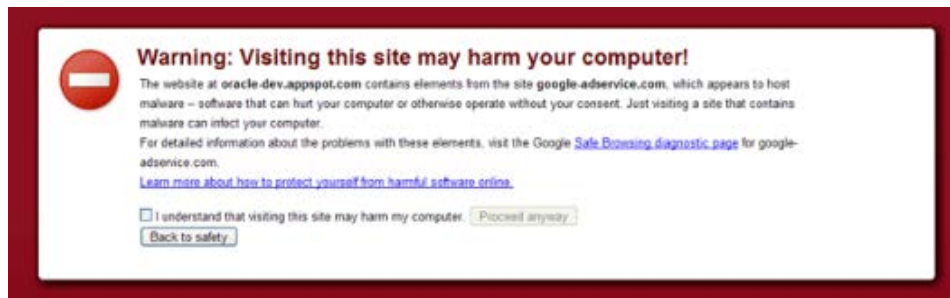 Warning: Visiting this site may harm your computer!
The website at oracle-dev.appspot.com contains elements from the site google-adservice.com, which appears to host
malware – software that can hurt your computer or otherwise operate without your consent. Just visiting a site that contains
malware can infect your computer.
For detailed information about the problems with these elements, visit the Google Safe Browsing diagnostic page for google-
adservice.com.
Learn more about how to protect yourself from harmful software online.
I understand that visiting this site may harm my computer. Proceed anyway
Back to safety